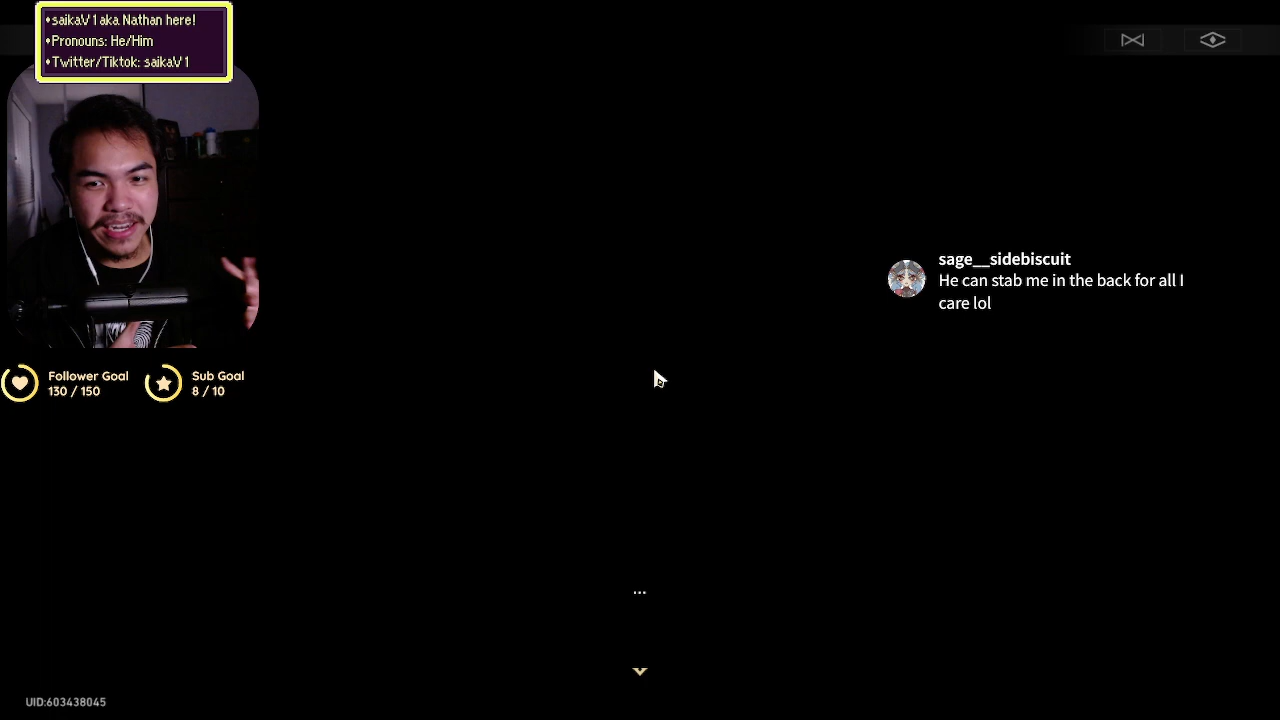 •saikaV1 aka Nathan here!
•Pronouns: He/Him
•Twitter/Tiktok: saikaV1
sage__sidebiscuit
He can stab me in the back for all I
care lol
Follower Goal
130 / 150
Sub Goal
8 / 10
...
UID:603438045